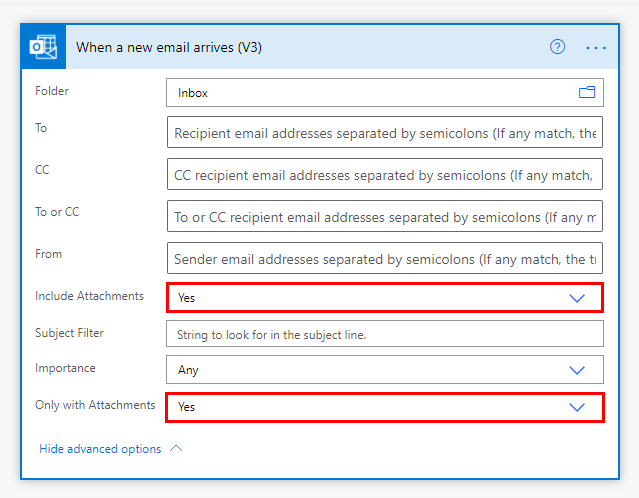 When a new email arrives (V3)
Folder
Inbox
To
Recipient email addresses separated by semicolons (If any match, the
CC
CC recipient email addresses separated by semicolons (If any match,
To or CC
To or CC recipient email addresses separated by semicolons (If any m
From
Sender email addresses separated by semicolons (If any match, the tr
Include Attachments
Yes
Subject Filter
String to look for in the subject line.
Importance
Any
Only with Attachments
Yes
Hide advanced options